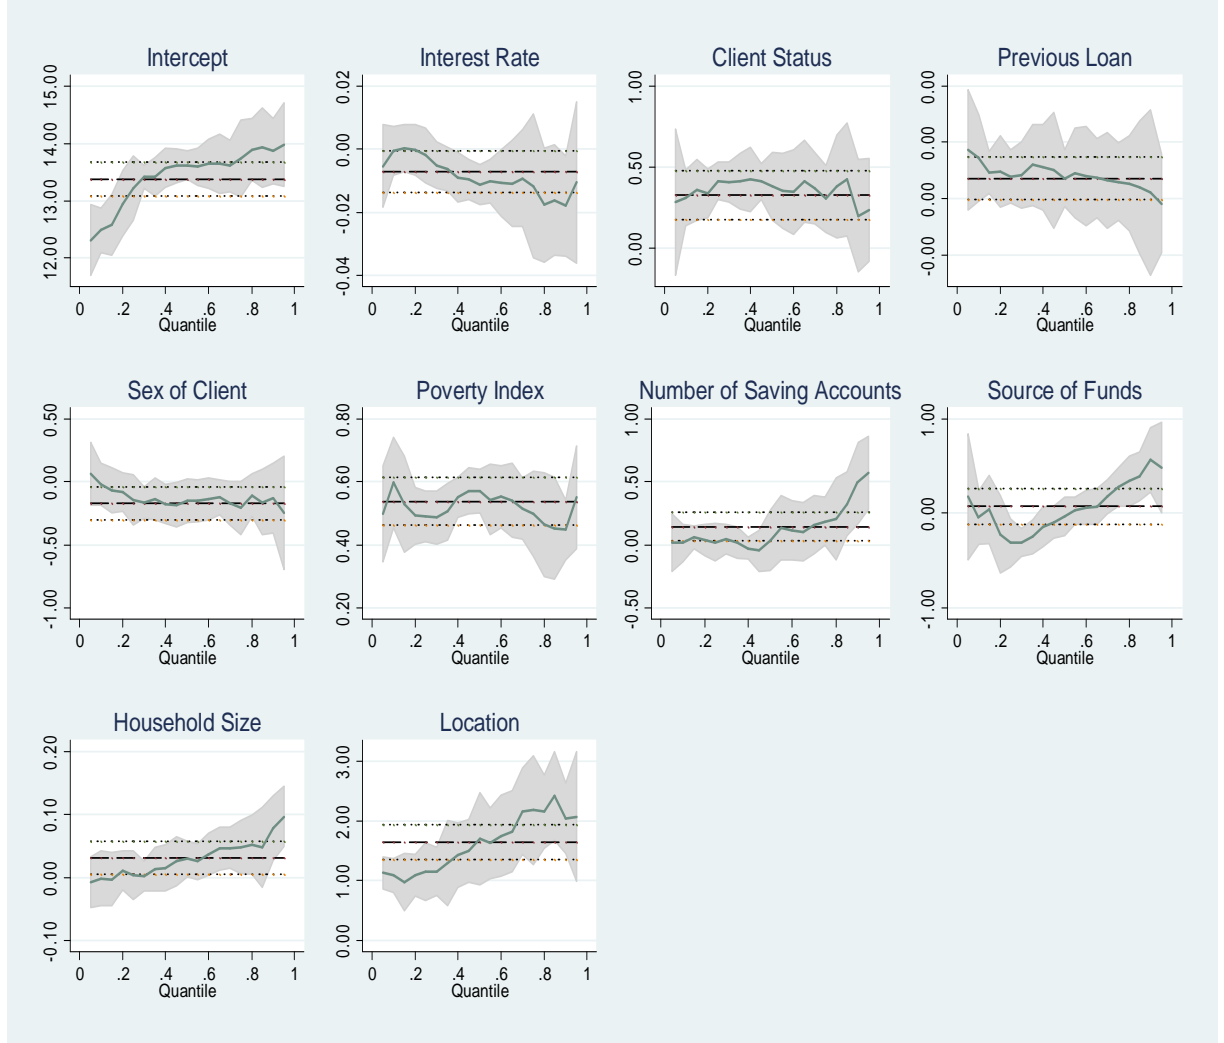 Intercept
15.00
14.00
13.00
12.00
0 .2 .4 .6 .8 1
Quantile
Interest Rate
0.02
0.00
-0.02
-0.04
0 .2 .4 .6 .8 1
Quantile
Client Status
1.00
0.50
0.00
0 .2 .4 .6 .8 1
Quantile
Previous Loan
0.00
0.00
0.00
-0.00
0 .2 .4 .6 .8 1
Quantile
Sex of Client
0.50
0.00
-0.50
-1.00
0 .2 .4 .6 .8 1
Quantile
Poverty Index
0.80
0.60
0.40
0.20
0 .2 .4 .6 .8 1
Quantile
Number of Saving Accounts
1.00
0.50
0.00
-0.50
0 .2 .4 .6 .8 1
Quantile
Source of Funds
1.00
0.00
-1.00
0 .2 .4 .6 .8 1
Quantile
Household Size
0.20
0.10
0.00
-0.10
0 .2 .4 .6 .8 1
Quantile
Location
3.00
2.00
1.00
0.00
0 .2 .4 .6 .8 1
Quantile